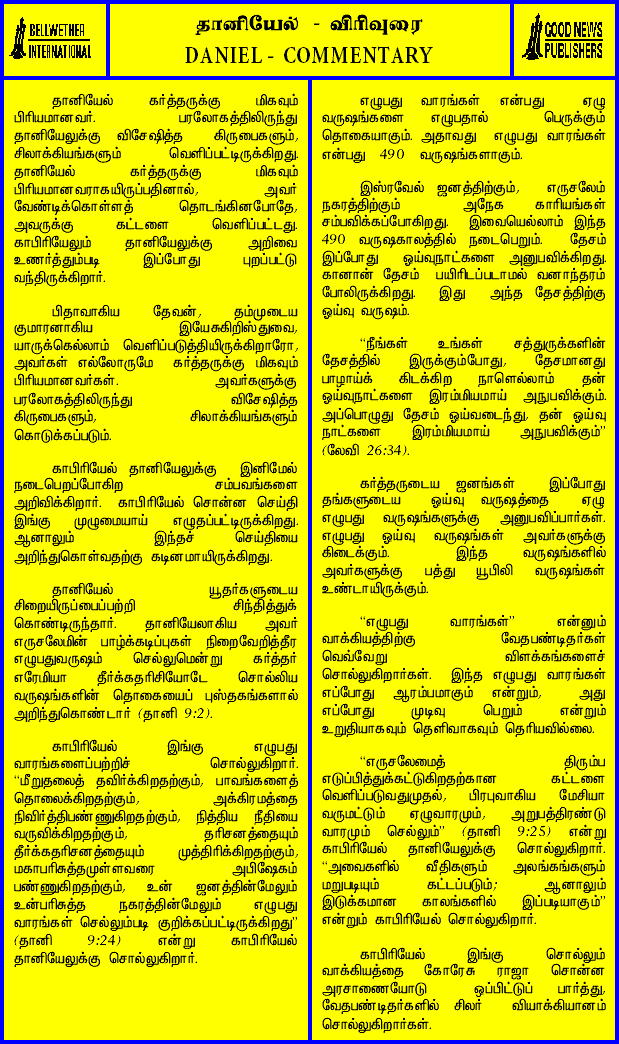 BELLWETHER
INTERNATIONAL
தானியேல் - விரிவுரை
DANIEL - COMMENTARY
GOOD NEWS
PUBLISHERS
தானியேல் கர்த்தருக்கு மிகவும்
பிரியமானவர். பரலோகத்திலிருந்து
தானியேலுக்கு விசேஷித்த கிருபைகளும்,
சிலாக்கியங்களும் வெளிப்பட்டிருக்கிறது.
தானியேல் கர்த்தருக்கு மிகவும்
பிரியமானவராகயிருப்பதினால், அவர்
வேண்டிக்கொள்ளத் தொடங்கினபோதே,
அவருக்கு கட்டளை வெளிப்பட்டது.
காபிரியேலும் தானியேலுக்கு அறிவை
உணர்த்தும்படி இப்போது புறப்பட்டு
வந்திருக்கிறார்.
பிதாவாகிய தேவன், தம்முடைய
குமாரனாகிய இயேசுகிறிஸ்துவை,
யாருக்கெல்லாம் வெளிப்படுத்தியிருக்கிறாரோ,
அவர்கள் எல்லோருமே கர்த்தருக்கு மிகவும்
பிரியமானவர்கள். அவர்களுக்கு
பரலோகத்திலிருந்து விசேஷித்த
கிருபைகளும், சிலாக்கியங்களும்
கொடுக்கப்படும்.
காபிரியேல் தானியேலுக்கு இனிமேல்
நடைபெறப்போகிற சம்பவங்களை
அறிவிக்கிறார். காபிரியேல் சொன்ன செய்தி
இங்கு முழுமையாய் எழுதப்பட்டிருக்கிறது.
ஆனாலும் இந்தச் செய்தியை
அறிந்துகொள்வதற்கு கடினமாயிருக்கிறது.
தானியேல் யூதர்களுடைய
சிறையிருப்பைப்பற்றி சிந்தித்துக்
கொண்டிருந்தார். தானியேலாகிய அவர்
எருசலேமின் பாழ்க்கடிப்புகள் நிறைவேறித்தீர
எழுபதுவருஷம் செல்லுமென்று கர்த்தர்
எரேமியா தீர்க்கதரிசியோடே சொல்லிய
வருஷங்களின் தொகையைப் புஸ்தகங்களால்
அறிந்துகொண்டார் (தானி 9:2).
காபிரியேல் இங்கு எழுபது
வாரங்களைப்பற்றிச் சொல்லுகிறார்.
“மீறுதலைத் தவிர்க்கிறதற்கும், பாவங்களைத்
தொலைக்கிறதற்கும், அக்கிரமத்தை
நிவிர்த்திபண்ணுகிறதற்கும், நித்திய நீதியை
வருவிக்கிறதற்கும், தரிசனத்தையும்
தீர்க்கதரிசனத்தையும் முத்திரிக்கிறதற்கும்,
மகாபரிசுத்தமுள்ளவரை அபிஷேகம்
பண்ணுகிறதற்கும், உன் ஜனத்தின்மேலும்
உன்பரிசுத்த நகரத்தின்மேலும் எழுபது
வாரங்கள் செல்லும்படி குறிக்கப்பட்டிருக்கிறது”
(தானி 9:24) என்று காபிரியேல்
தானியேலுக்கு சொல்லுகிறார்.
எழுபது வாரங்கள் என்பது ஏழு
வருஷங்களை எழுபதால் பெருக்கும்
தொகையாகும். அதாவது எழுபது வாரங்கள்
என்பது 490 வருஷங்களாகும்.
இஸ்ரவேல் ஜனத்திற்கும், எருசலேம்
நகரத்திற்கும் அநேக காரியங்கள்
சம்பவிக்கப்போகிறது. இவையெல்லாம் இந்த
490 வருஷகாலத்தில் நடைபெறும். தேசம்
இப்போது ஓய்வுநாட்களை அனுபவிக்கிறது.
கானான் தேசம் பயிரிடப்படாமல் வனாந்தரம்
போலிருக்கிறது. இது அந்த தேசத்திற்கு
ஓய்வு வருஷம்.
“நீங்கள் உங்கள் சத்துருக்களின்
தேசத்தில் இருக்கும்போது, தேசமானது
பாழாய்க் கிடக்கிற நாளெல்லாம் தன்
ஓய்வுநாட்களை இரம்மியமாய் அநுபவிக்கும்.
அப்பொழுது தேசம் ஓய்வடைந்து, தன் ஓய்வு
நாட்களை இரம்மியமாய் அநுபவிக்கும்”
(லேவி 26:34).
கர்த்தருடைய ஜனங்கள் இப்போது
தங்களுடைய ஓய்வு வருஷத்தை ஏழு
எழுபது வருஷங்களுக்கு அனுபவிப்பார்கள்.
எழுபது ஓய்வு வருஷங்கள் அவர்களுக்கு
கிடைக்கும். இந்த வருஷங்களில்
அவர்களுக்கு பத்து யூபிலி வருஷங்கள்
உண்டாயிருக்கும்.
“எழுபது வாரங்கள்” என்னும்
வாக்கியத்திற்கு வேதபண்டிதர்கள்
வெவ்வேறு விளக்கங்களைச்
சொல்லுகிறார்கள். இந்த எழுபது வாரங்கள்
எப்போது ஆரம்பமாகும் என்றும், அது
எப்போது முடிவு பெறும் என்றும்
உறுதியாகவும் தெளிவாகவும் தெரியவில்லை.
“எருசலேமைத் திரும்ப
எடுப்பித்துக்கட்டுகிறதற்கான கட்டளை
வெளிப்படுவதுமுதல், பிரபுவாகிய மேசியா
வருமட்டும் ஏழுவாரமும், அறுபத்திரண்டு
வாரமும் செல்லும்” (தானி 9:25) என்று
காபிரியேல் தானியேலுக்கு சொல்லுகிறார்.
“அவைகளில் வீதிகளும் அலங்கங்களும்
மறுபடியும் கட்டப்படும்; ஆனாலும்
இடுக்கமான காலங்களில் இப்படியாகும்”
என்றும் காபிரியேல் சொல்லுகிறார்.
காபிரியேல் இங்கு சொல்லும்
வாக்கியத்தை கோரேசு ராஜா சொன்ன
அரசாணையோடு ஒப்பிட்டுப் பார்த்து,
வேதபண்டிதர்களில் சிலர் வியாக்கியானம்
சொல்லுகிறார்கள்.